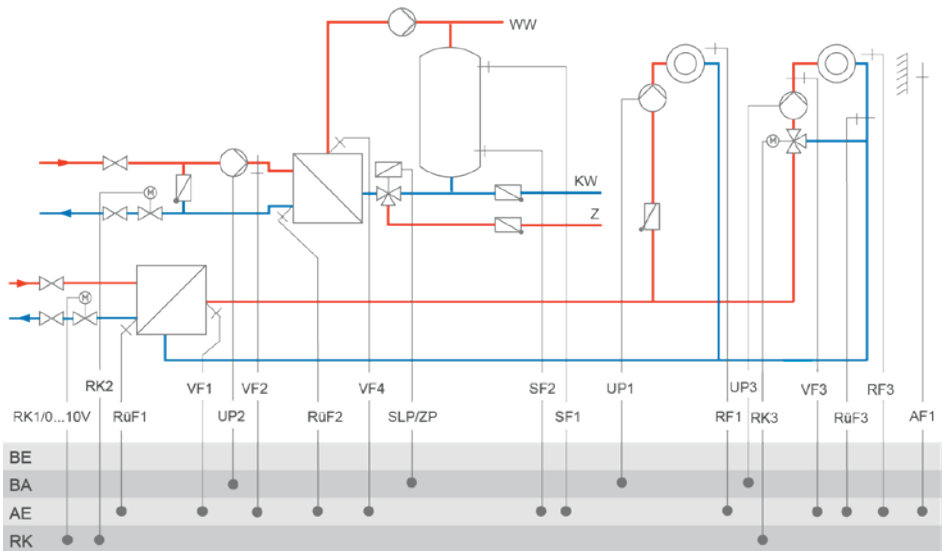 WW
KW
Z
M
M
M
RK2 VF1 VF2 VF4 SF2 UP1 UP3 VF3 RF3
RK1/0...10V RüF1 UP2 RüF2 SLP/ZP SF1 RF1 RK3 RüF3 AF1
BE
BA
AE
RK